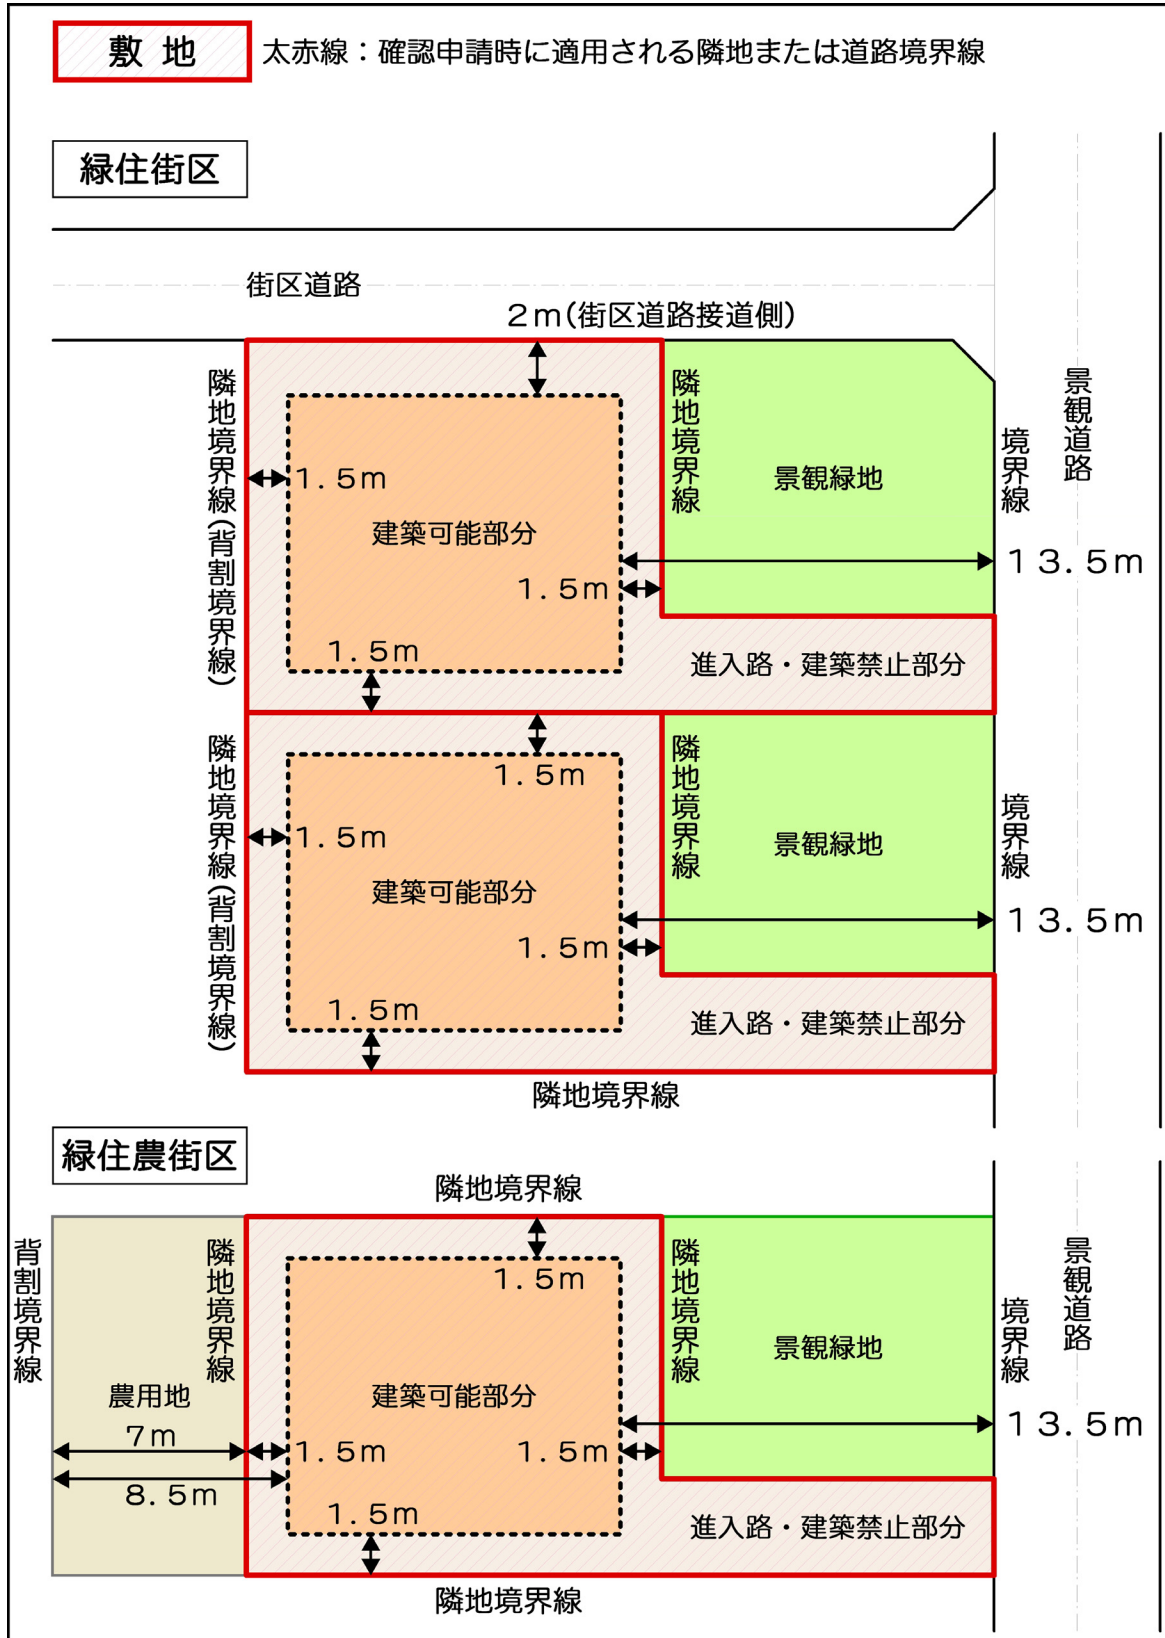 敷 地
太赤線：確認申請時に適用される隣地または道路境界線
緑住街区
街区道路
２ｍ(街区道路接道側)
隣地境界線(背割境界線)
隣地境界線
景観道路
境界線
１．５ｍ
景観緑地
建築可能部分
１３．５ｍ
１．５ｍ
１．５ｍ
進入路・建築禁止部分
隣地境界線(背割境界線)
隣地境界線
境界線
１．５ｍ
１．５ｍ
景観緑地
建築可能部分
１３．５ｍ
１．５ｍ
１．５ｍ
進入路・建築禁止部分
隣地境界線
緑住農街区
隣地境界線
背割境界線
隣地境界線
隣地境界線
景観道路
境界線
１．５ｍ
景観緑地
農用地
建築可能部分
１３．５ｍ
７ｍ
１．５ｍ
１．５ｍ
８．５ｍ
１．５ｍ
進入路・建築禁止部分
隣地境界線